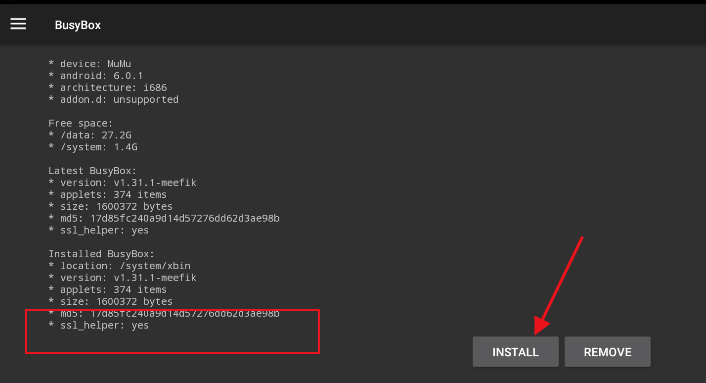 BusyBox
* device: MuMu
* android: 6.0.1
* architecture: i686
* addon.d: unsupported
Free space:
* /data: 27.2G
* /system: 1.4G
Latest BusyBox:
* version: v1.31.1-meefik
* applets: 374 items
* size: 1600372 bytes
* md5: 17d85fc240a9d14d57276dd62d3ae98b
* ssl_helper: yes
Installed BusyBox:
* location: /system/xbin
* version: v1.31.1-meefik
* applets: 374 items
* size: 1600372 bytes
* md5: 17d85fc240a9d14d57276dd62d3ae98b
* ssl_helper: yes
INSTALL REMOVE